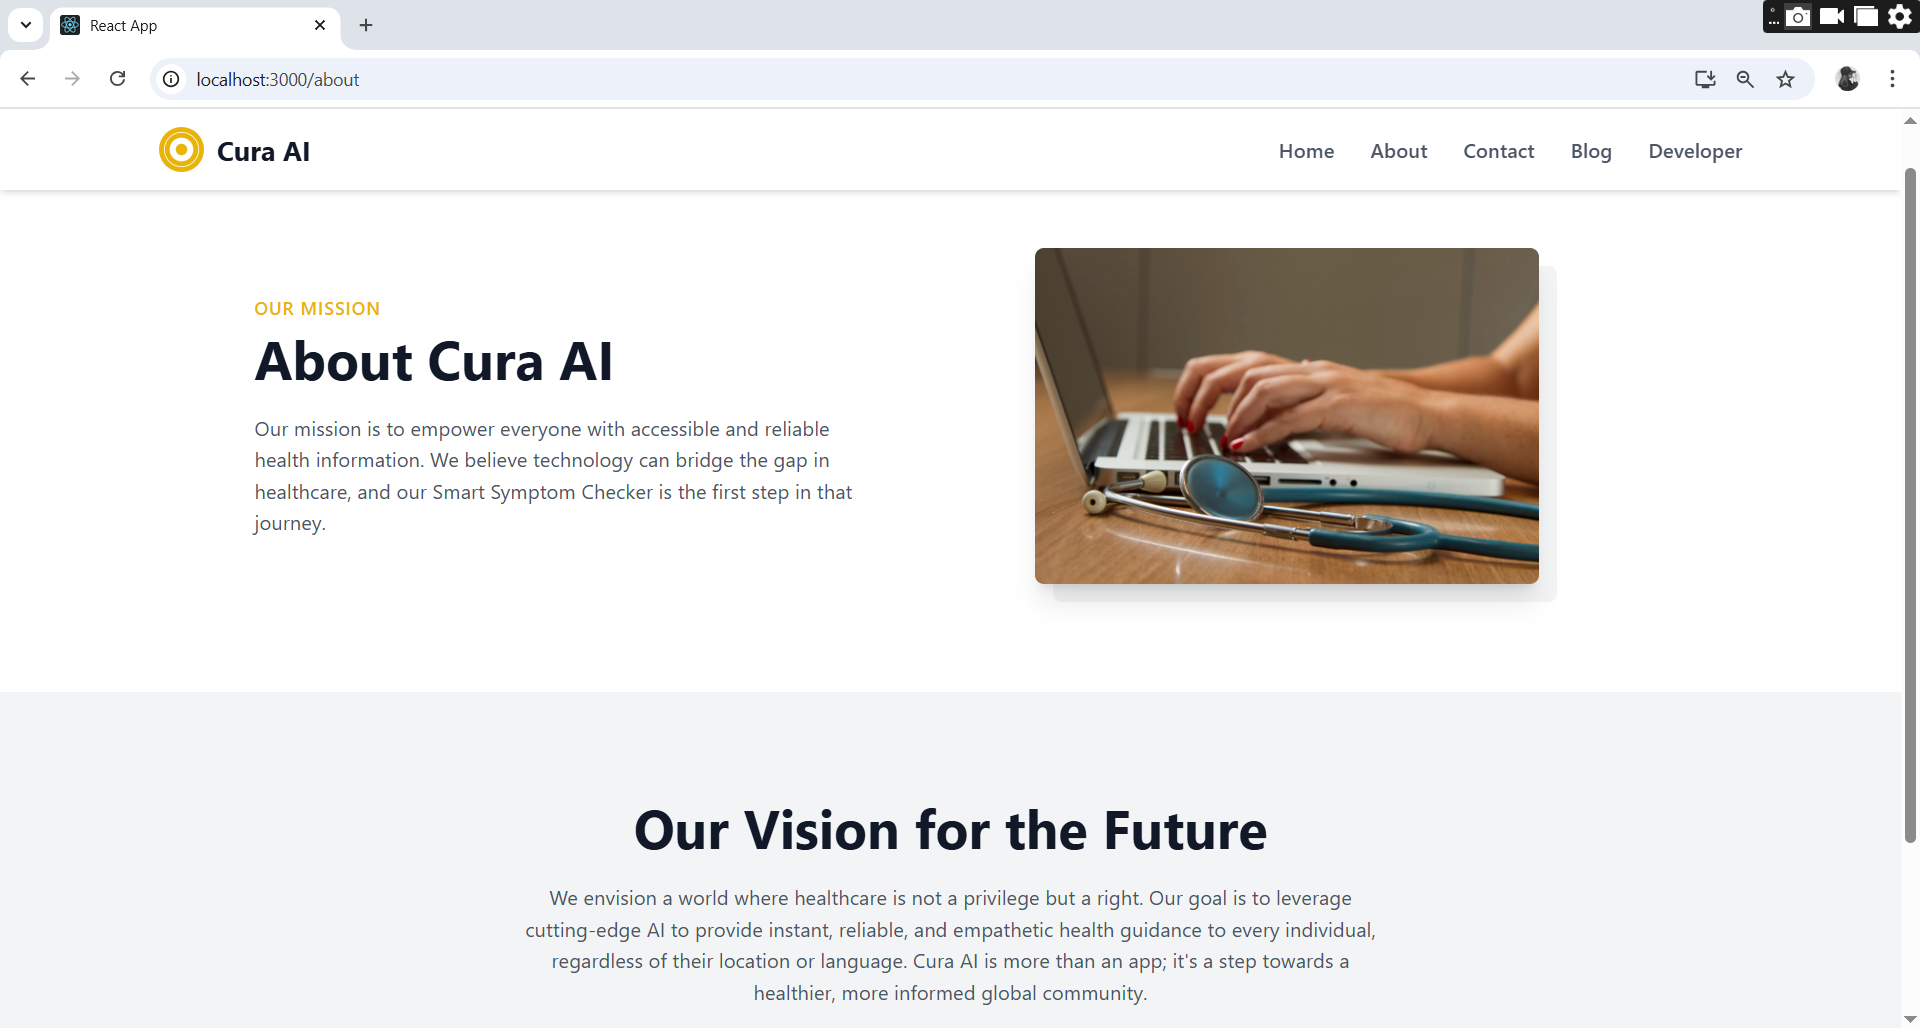 React App
localhost:3000/about
Cura AI
Home About Contact Blog Developer
OUR MISSION
About Cura AI
Our mission is to empower everyone with accessible and reliable
health information. We believe technology can bridge the gap in
healthcare, and our Smart Symptom Checker is the first step in that
journey.
Our Vision for the Future
We envision a world where healthcare is not a privilege but a right. Our goal is to leverage
cutting-edge AI to provide instant, reliable, and empathetic health guidance to every individual,
regardless of their location or language. Cura AI is more than an app; it's a step towards a
healthier, more informed global community.